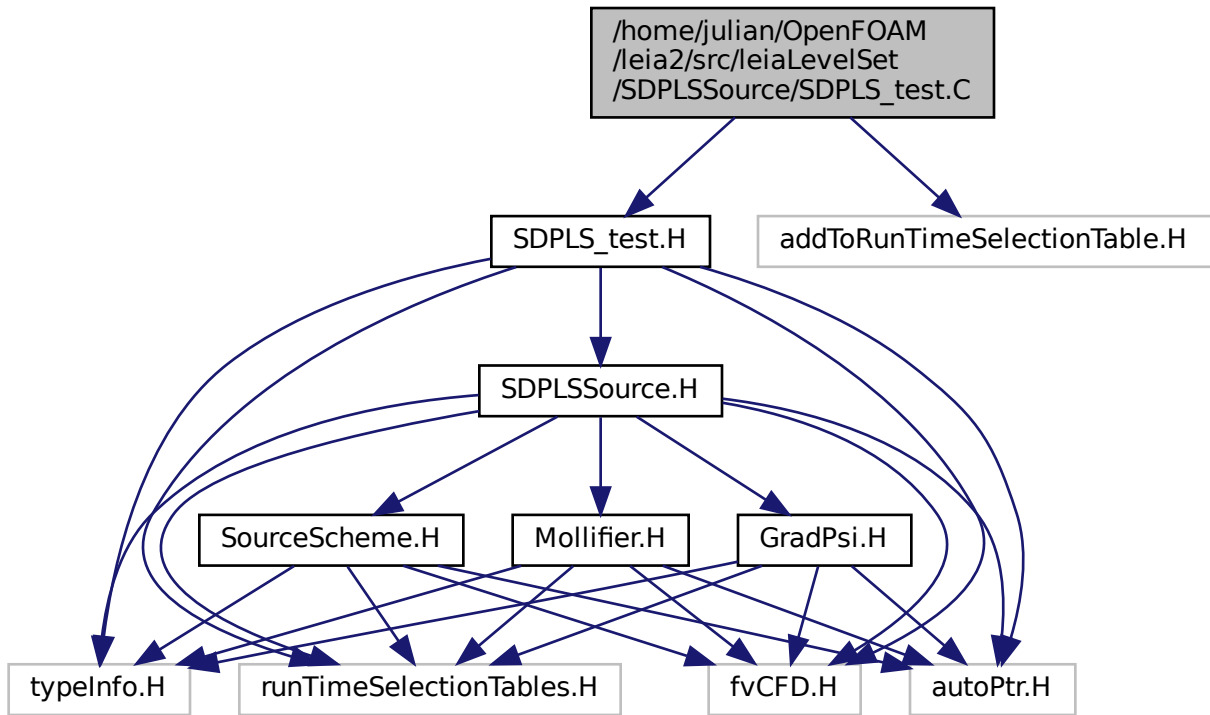 /home/julian/OpenFOAM
/leia2/src/leiaLevelSet
/SDPLSSource/SDPLS_test.C
SDPLS_test.H
addToRunTimeSelectionTable.H
SDPLSSource.H
SourceScheme.H
Mollifier.H
GradPsi.H
typeInfo.H
runTimeSelectionTables.H
fvCFD.H
autoPtr.H